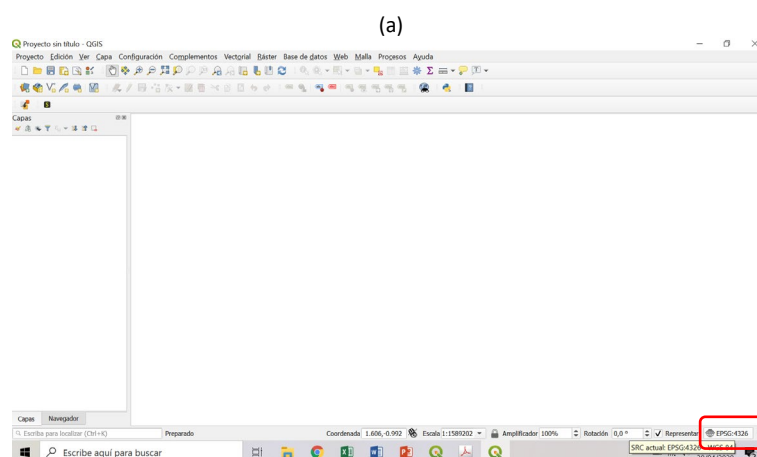 (a)
Proyecto sin título - QGIS
Proyecto Edición Ver Capa Configuración Complementos Vectorial Ráster Base de datos Web Malla Procesos Ayuda
Capas
Capas Navegador
Escriba para localizar (Ctrl+K) Preparado Coordenada 1.606,-0.992 Escala 1:1589202 Amplificador 100% Rotación 0,0 ° Representar EPSG:4326
SRC actual: EPSG:4326 - WGS 84
Escribe aquí para buscar